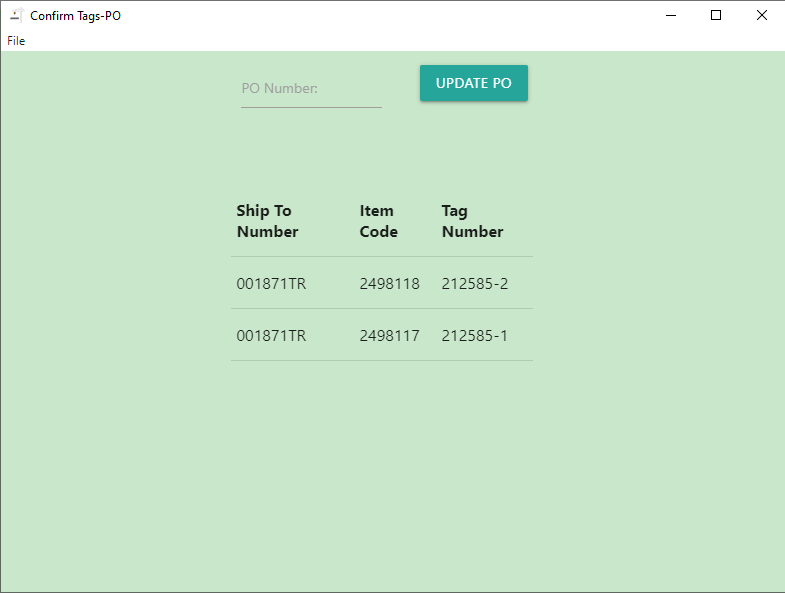 Confirm Tags-PO
File
PO Number:
UPDATE PO
Ship To Number
Item Code
Tag Number
001871TR 2498118 212585-2
001871TR 2498117 212585-1